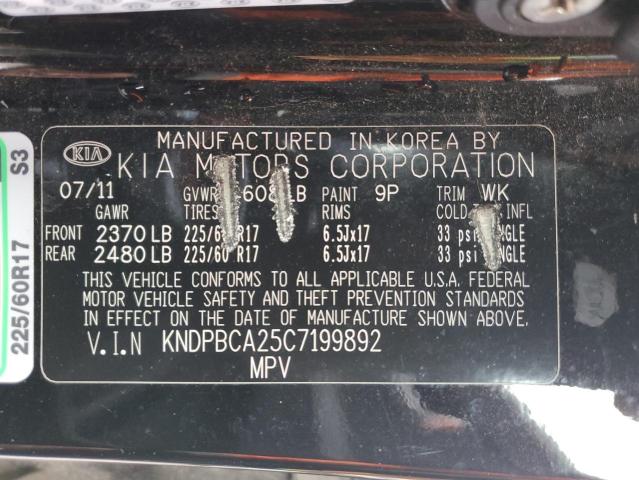 MANUFACTURED IN KOREA BY
KIA KIA MOTORS CORPORATION
07/11 GVWR LB PAINT 9P TRIM WK
GAWR TIRES RIMS COLD INFL
FRONT 2370 LB 225/60 R17 6.5Jx17 33 psi
REAR 2480 LB 225/60 R17 6.5Jx17 33 psi
THIS VEHICLE CONFORMS TO ALL APPLICABLE U.S.A. FEDERAL
MOTOR VEHICLE SAFETY AND THEFT PREVENTION STANDARDS
IN EFFECT ON THE DATE OF MANUFACTURE SHOWN ABOVE.
V.I.N KNDPBCA25C7199892
MPV
225/60R17 S3